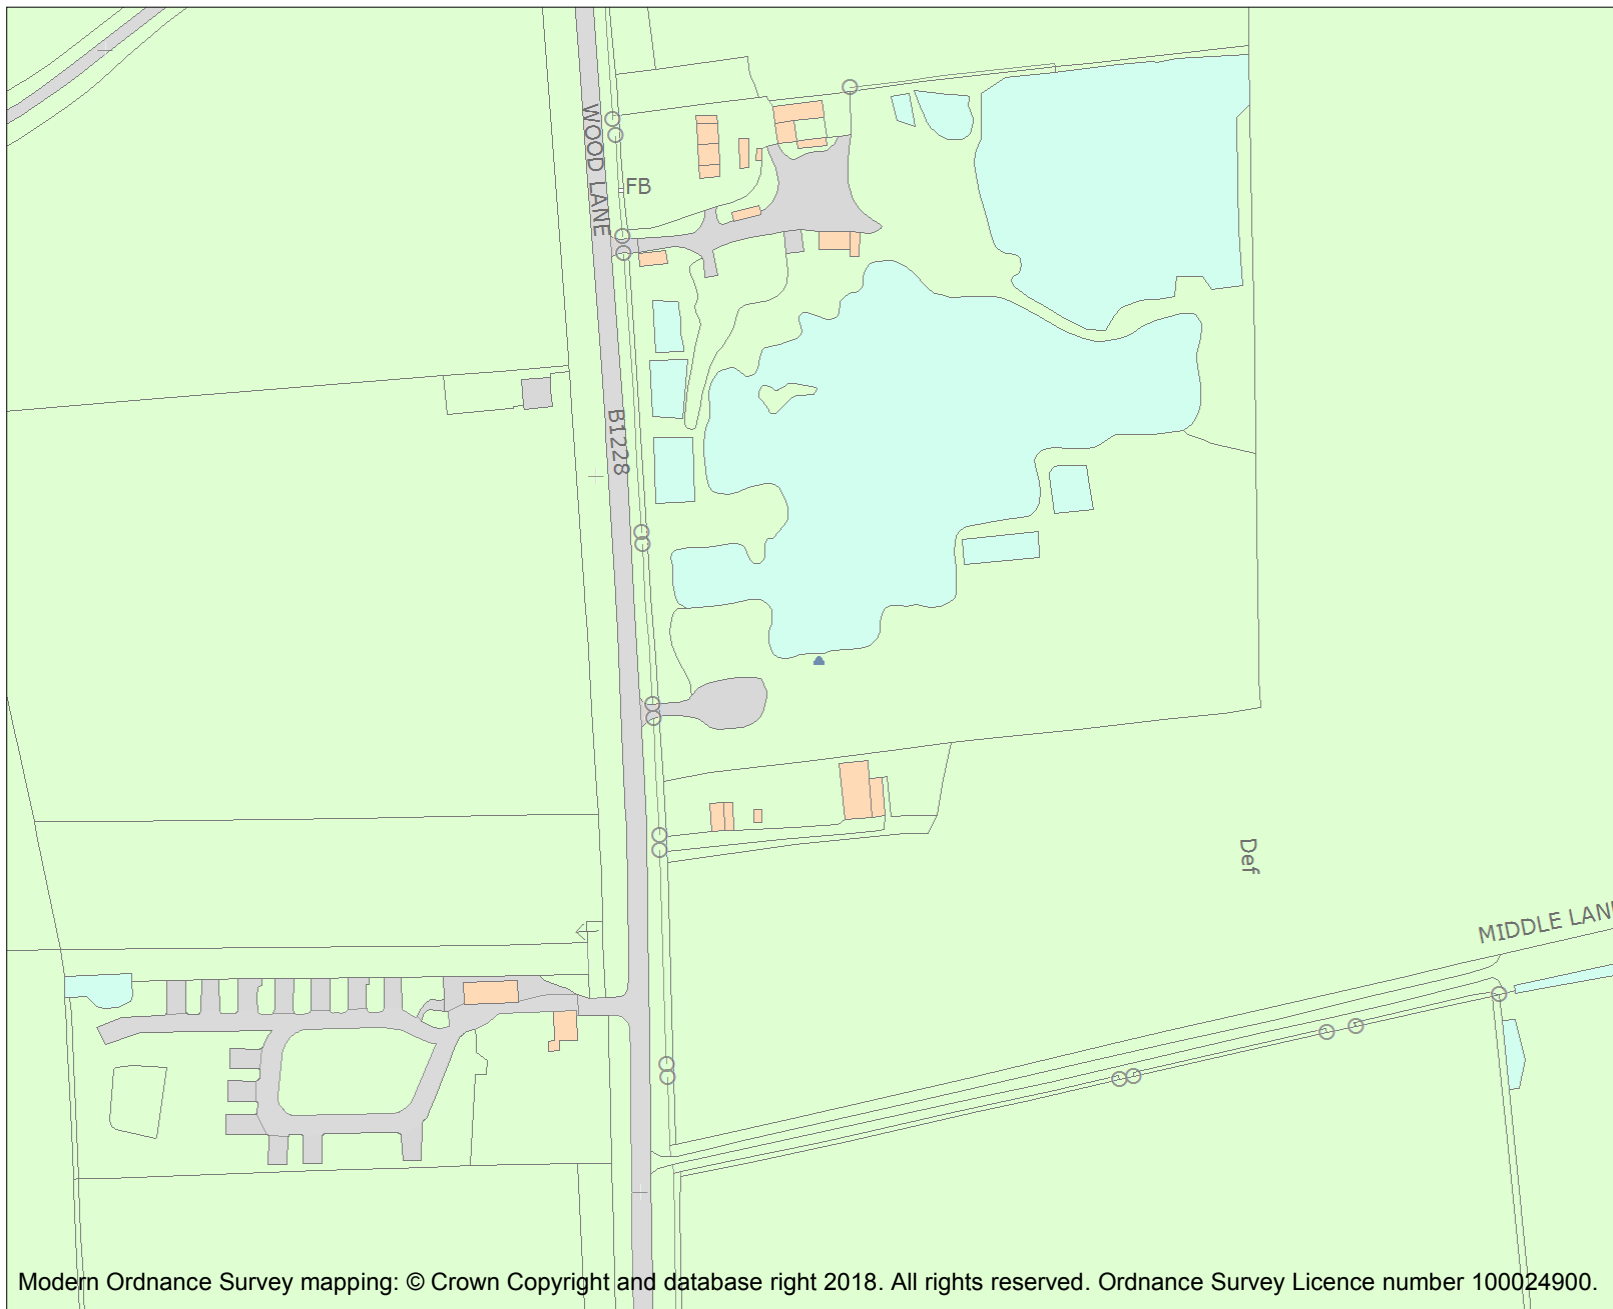 WOOD LANE
FB
B1228
Def
MIDDLE LANE
Modern Ordnance Survey mapping: © Crown Copyright and database right 2018. All rights reserved. Ordnance Survey Licence number 100024900.